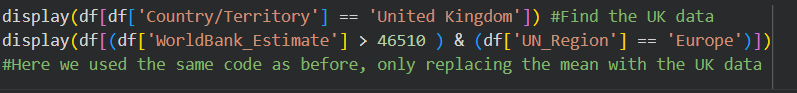 display(df[df['Country/Territory'] == 'United Kingdom']) #Find the UK data
display(df[(df['WorldBank_Estimate'] > 46510 ) & (df['UN_Region'] == 'Europe')])
#Here we used the same code as before, only replacing the mean with the UK data